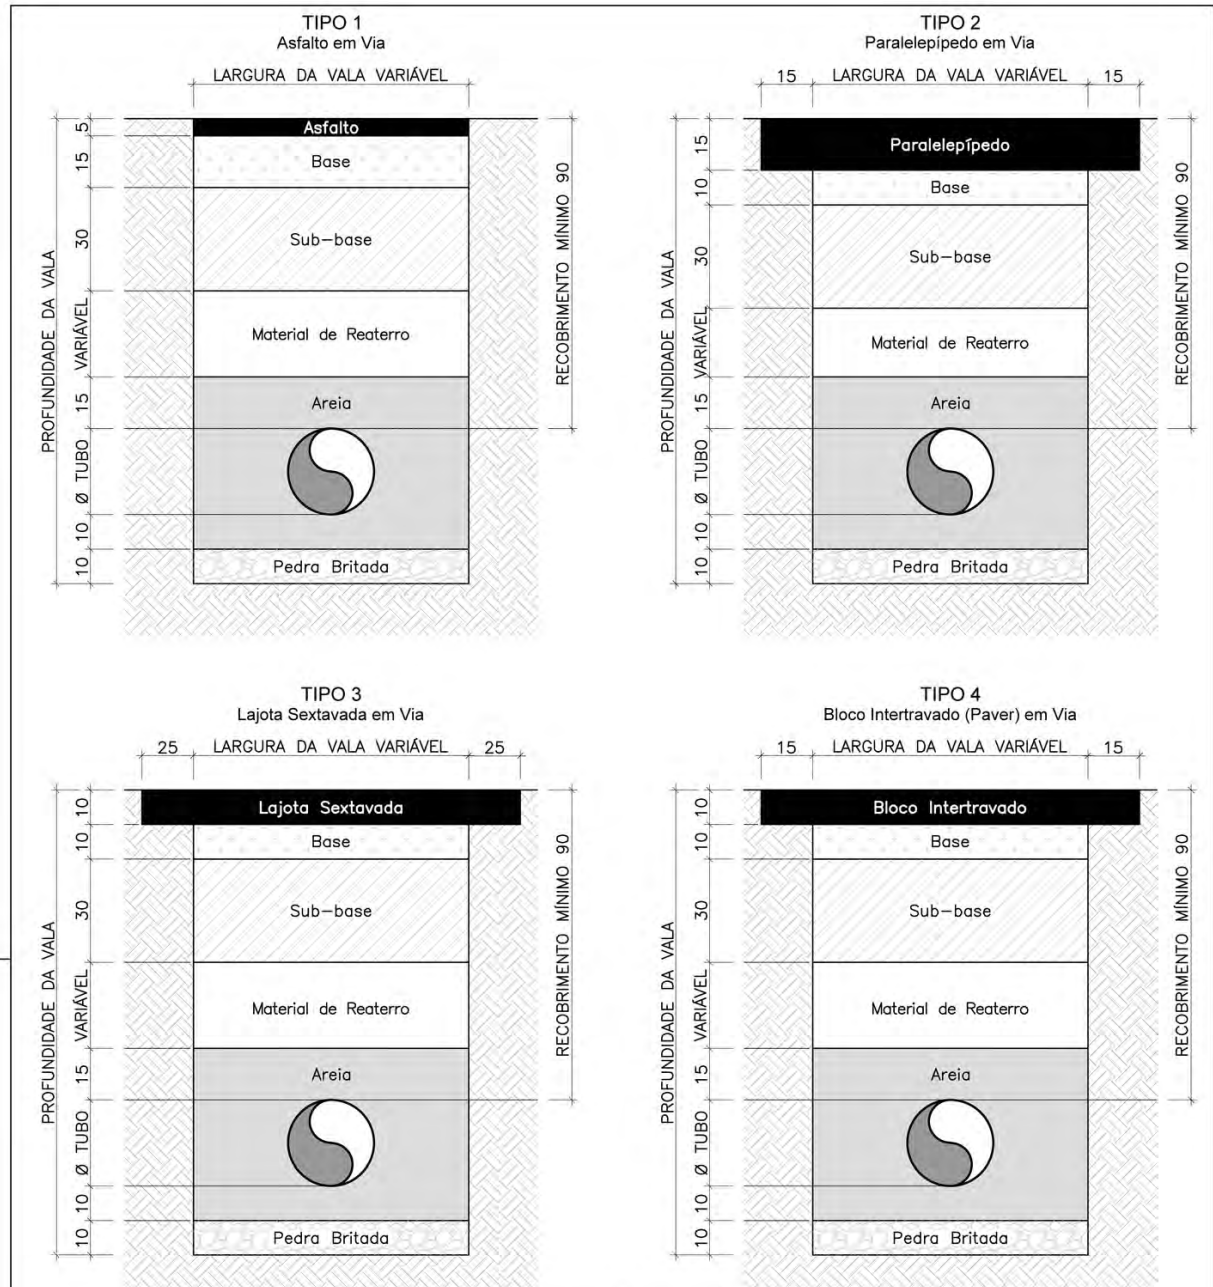 TIPO 1
Asfalto em Via
LARGURA DA VALA VARIÁVEL
5
15
30
VARIÁVEL
15
Ø TUBO
10
10
PROFUNDIDADE DA VALA
Asfalto
Base
Sub-base
Material de Reaterro
Areia
Pedra Britada
RECOBRIMENTO MÍNIMO 90
TIPO 2
Paralelepípedo em Via
15 LARGURA DA VALA VARIÁVEL 15
15
10
30
VARIÁVEL
15
Ø TUBO
10
10
PROFUNDIDADE DA VALA
Paralelepípedo
Base
Sub-base
Material de Reaterro
Areia
Pedra Britada
RECOBRIMENTO MÍNIMO 90
TIPO 3
Lajota Sextavada em Via
25 LARGURA DA VALA VARIÁVEL 25
10
10
30
VARIÁVEL
15
Ø TUBO
10
10
PROFUNDIDADE DA VALA
Lajota Sextavada
Base
Sub-base
Material de Reaterro
Areia
Pedra Britada
RECOBRIMENTO MÍNIMO 90
TIPO 4
Bloco Intertravado (Paver) em Via
15 LARGURA DA VALA VARIÁVEL 15
10
10
30
VARIÁVEL
15
Ø TUBO
10
10
PROFUNDIDADE DA VALA
Bloco Intertravado
Base
Sub-base
Material de Reaterro
Areia
Pedra Britada
RECOBRIMENTO MÍNIMO 90